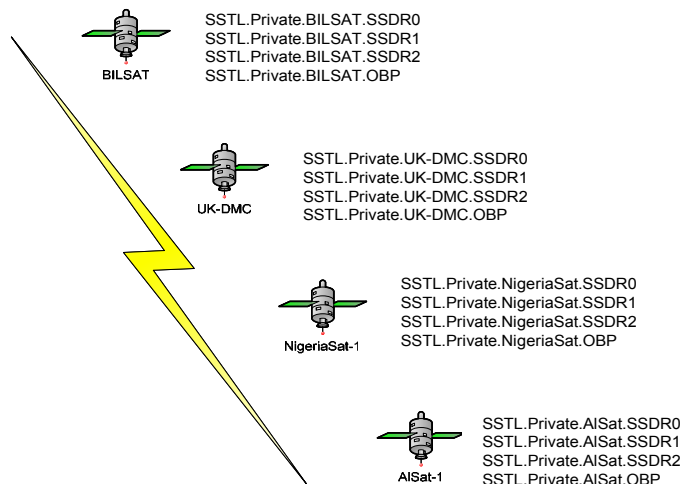 SSTL.Private.BILSAT.SSDR0
SSTL.Private.BILSAT.SSDR1
SSTL.Private.BILSAT.SSDR2
SSTL.Private.BILSAT.OBP
BILSAT
SSTL.Private.UK-DMC.SSDR0
SSTL.Private.UK-DMC.SSDR1
SSTL.Private.UK-DMC.SSDR2
SSTL.Private.UK-DMC.OBP
UK-DMC
SSTL.Private.NigeriaSat.SSDR0
SSTL.Private.NigeriaSat.SSDR1
SSTL.Private.NigeriaSat.SSDR2
SSTL.Private.NigeriaSat.OBP
NigeriaSat-1
SSTL.Private.AlSat.SSDR0
SSTL.Private.AlSat.SSDR1
SSTL.Private.AlSat.SSDR2
SSTL.Private.AlSat.OBP
AlSat-1